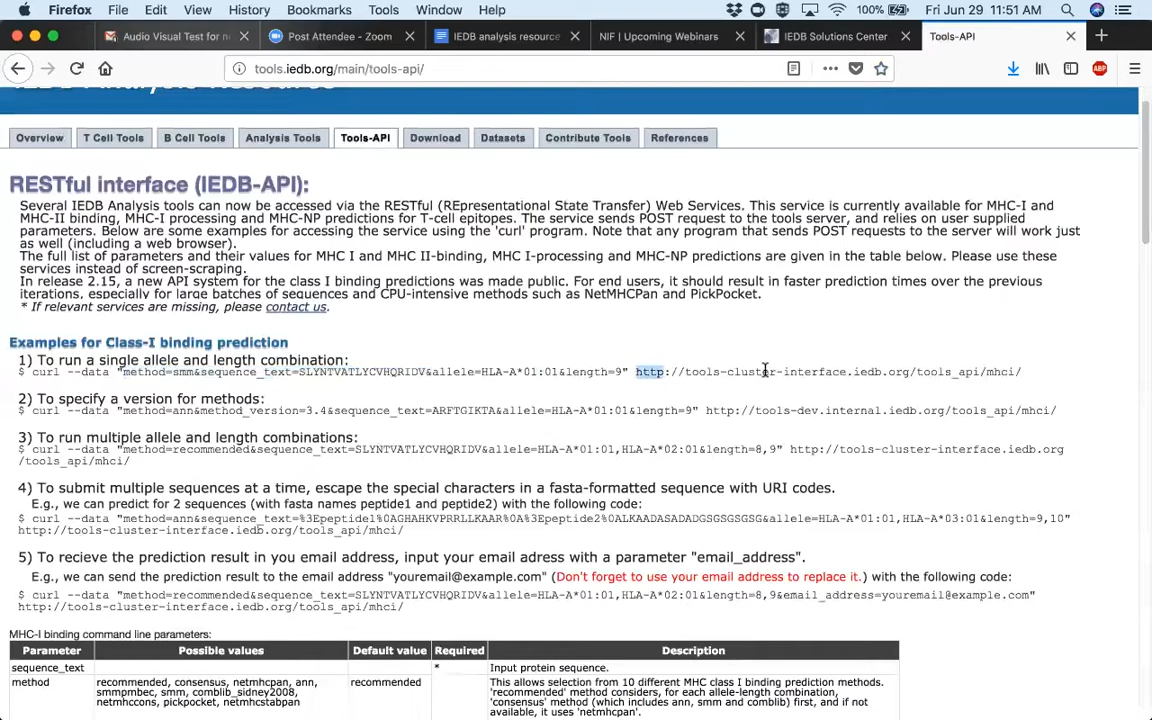 Firefox File Edit View History Bookmarks Tools Window Help 100% Fri Jun 29 11:51 AM
Audio Visual Test for n Post Attendee - Zoom IEDB analysis resource NIF | Upcoming Webinars IEDB Solutions Center Tools-API
tools.iedb.org/main/tools-api/
Overview T Cell Tools B Cell Tools Analysis Tools Tools-API Download Datasets Contribute Tools References
RESTful interface (IEDB-API):
Several IEDB Analysis tools can now be accessed via the RESTful (REpresentational State Transfer) Web Services. This service is currently available for MHC-I and
MHC-II binding, MHC-I processing and MHC-NP predictions for T-cell epitopes. The service sends POST request to the tools server, and relies on user supplied
parameters. Below are some examples for accessing the service using the 'curl' program. Note that any program that sends POST requests to the server will work just
as well (including a web browser).
The full list of parameters and their values for MHC I and MHC II-binding, MHC I-processing and MHC-NP predictions are given in the table below. Please use these
services instead of screen-scraping.
In release 2.15, a new API system for the class I binding predictions was made public. For end users, it should result in faster prediction times over the previous
iterations, especially for large batches of sequences and CPU-intensive methods such as NetMHCPan and PickPocket.
* If relevant services are missing, please contact us.
Examples for Class-I binding prediction
1) To run a single allele and length combination:
$ curl --data "method=smm&sequence_text=SLYNTVATLYCVHQRIDV&allele=HLA-A*01:01&length=9" http://tools-cluster-interface.iedb.org/tools_api/mhci/
2) To specify a version for methods:
$ curl --data "method=ann&method_version=3.4&sequence_text=ARFTGIKTA&allele=HLA-A*01:01&length=9" http://tools-dev.internal.iedb.org/tools_api/mhci/
3) To run multiple allele and length combinations:
$ curl --data "method=recommended&sequence_text=SLYNTVATLYCVHQRIDV&allele=HLA-A*01:01,HLA-A*02:01&length=8,9" http://tools-cluster-interface.iedb.org
/tools_api/mhci/
4) To submit multiple sequences at a time, escape the special characters in a fasta-formatted sequence with URI codes.
E.g., we can predict for 2 sequences (with fasta names peptide1 and peptide2) with the following code:
$ curl --data "method=ann&sequence_text=%3Epeptide1%0AGHAHKVPRRLLKAAR%0A%3Epeptide2%0ALKAADASADADGSGSGSGSG&allele=HLA-A*01:01,HLA-A*03:01&length=9,10"
http://tools-cluster-interface.iedb.org/tools_api/mhci/
5) To recieve the prediction result in you email address, input your email adress with a parameter "email_address".
E.g., we can send the prediction result to the email address "youremail@example.com" (Don't forget to use your email address to replace it.) with the following code:
$ curl --data "method=recommended&sequence_text=SLYNTVATLYCVHQRIDV&allele=HLA-A*01:01,HLA-A*02:01&length=8,9&email_address=youremail@example.com"
http://tools-cluster-interface.iedb.org/tools_api/mhci/
MHC-I binding command line parameters:
Parameter Possible values Default value Required Description
sequence_text * Input protein sequence.
method recommended, consensus, netmhcpan, ann, recommended This allows selection from 10 different MHC class I binding prediction methods.
smmpmbec, smm, comblib_sidney2008, 'recommended' method considers, for each allele-length combination,
netmhccons, pickpocket, netmhcstabpan 'consensus' method (which includes ann, smm and comblib) first, and if not
available, it uses 'netmhcpan'.